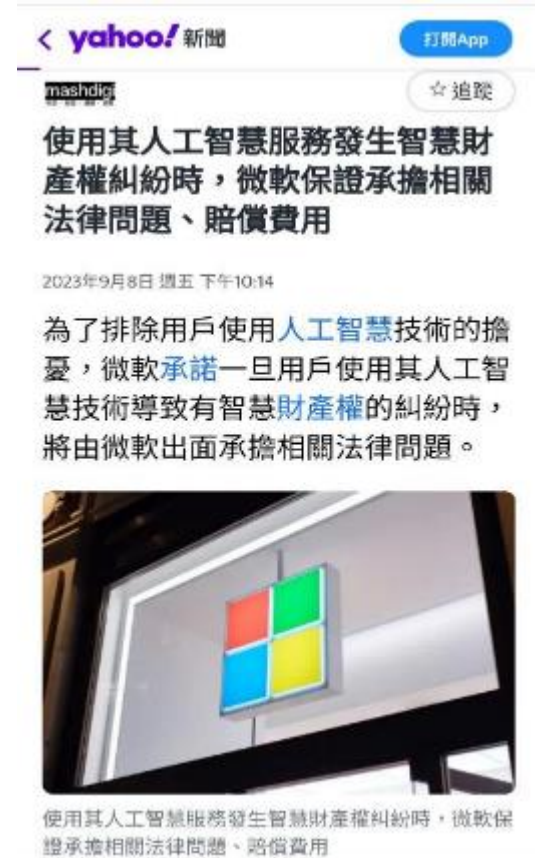 yahoo! 新聞
打開App
mashdigi
☆ 追蹤
使用其人工智慧服務發生智慧財
產權糾紛時，微軟保證承擔相關
法律問題、賠償費用
2023年9月8日 週五 下午10:14
為了排除用戶使用人工智慧技術的擔
憂，微軟承諾一旦用戶使用其人工智
慧技術導致有智慧財產權的糾紛時，
將由微軟出面承擔相關法律問題。
使用其人工智慧服務發生智慧財產權糾紛時，微軟保
證承擔相關法律問題、賠償費用